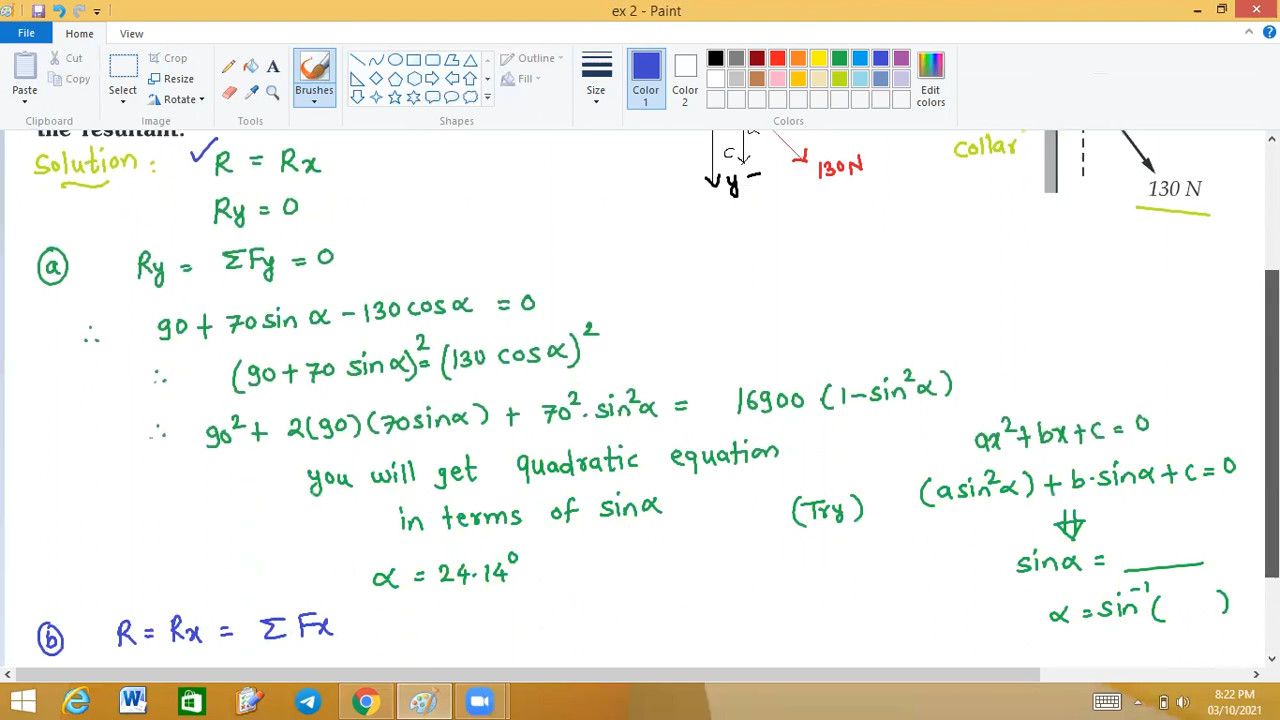 ex 2 - Paint
File
Home
View
Paste
Cut
Copy
Clipboard
Select
Crop
Resize
Rotate
Image
A
Tools
Brushes
Outline
Fill
Shapes
Size
Color 1
Color 2
Edit colors
Colors
the resultant.
Solution :
R = Rx
Ry = 0
C
y -
130N
collar
130 N
a
Ry = ΣFy = 0
∴ 90 + 70 sin α - 130 cos α = 0
∴ (90 + 70 sin α)² = (130 cos α)²
∴ 90² + 2(90)(70 sin α) + 70² · sin²α = 16900 (1 - sin²α)
you will get quadratic equation
in terms of sin α
(Try)
α = 24.14°
ax² + bx + c = 0
(a sin²α) + b · sin α + c = 0
⇓
sin α = ____
α = sin⁻¹ ( )
b
R = Rx = Σ Fx
8:22 PM
03/10/2021